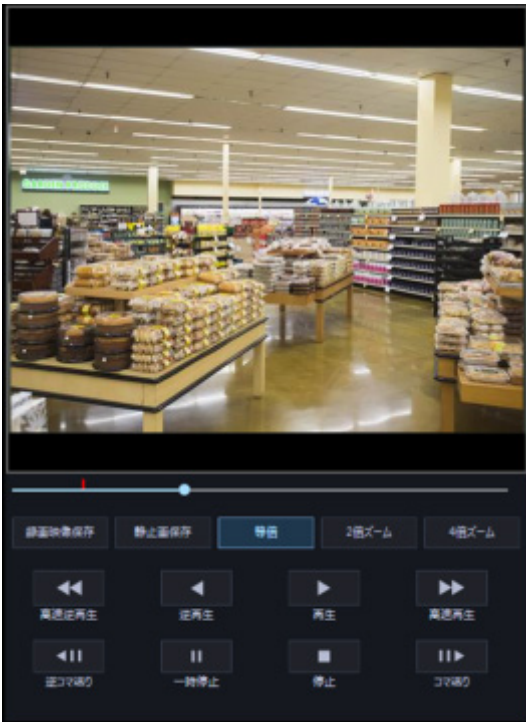 GARDEN PRODUCE
録画映像保存 静止画保存 等倍 2倍ズーム 4倍ズーム
高速逆再生 逆再生 再生 高速再生
逆コマ送り 一時停止 停止 コマ送り